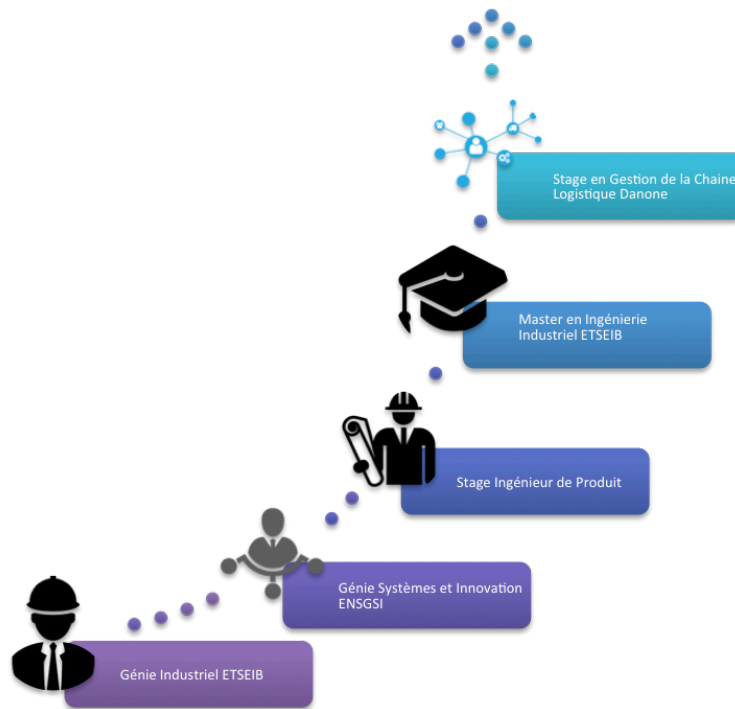 Stage en Gestion de la Chaine
Logistique Danone
Master en Ingénierie
Industriel ETSEIB
Stage Ingénieur de Produit
Génie Systèmes et Innovation
ENSGSI
Génie Industriel ETSEIB